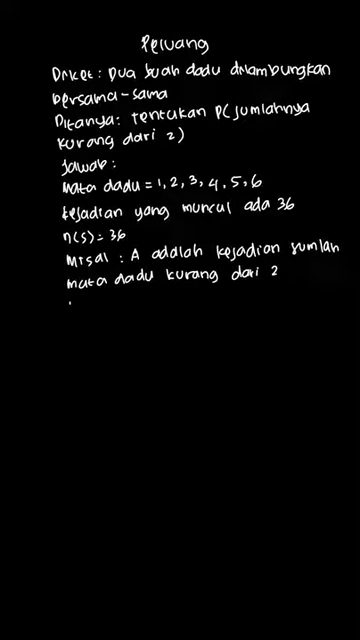 Peluang
Diket : Dua buah dadu dilambungkan
bersama-sama
Ditanya : tentukan P(jumlahnya
kurang dari 2)
Jawab :
Mata dadu = 1, 2, 3, 4, 5, 6
kejadian yang muncul ada 36
n(s) = 36
Misal : A adalah kejadian jumlah
mata dadu kurang dari 2